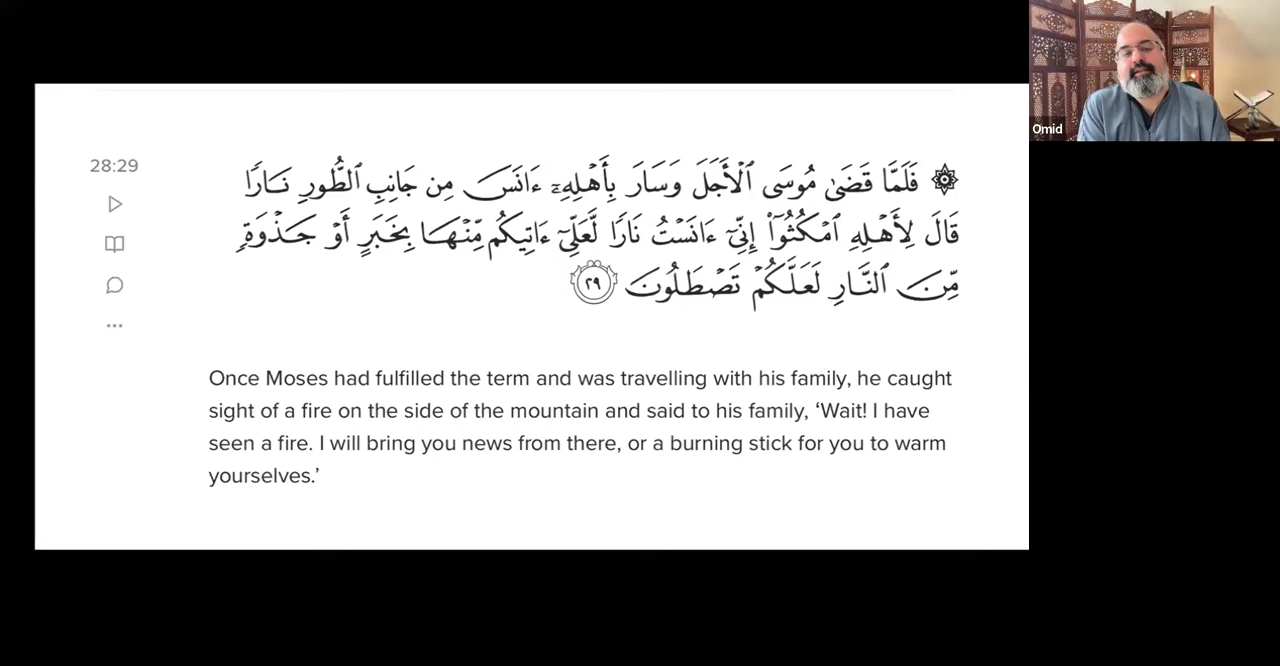 28:29
۞ فَلَمَّا قَضَىٰ مُوسَى ٱلْأَجَلَ وَسَارَ بِأَهْلِهِۦٓ ءَانَسَ مِن جَانِبِ ٱلطُّورِ نَارًا
قَالَ لِأَهْلِهِ ٱمْكُثُوٓا۟ إِنِّىٓ ءَانَسْتُ نَارًا لَّعَلِّىٓ ءَاتِيكُم مِّنْهَا بِخَبَرٍ أَوْ جَذْوَةٍ
مِّنَ ٱلنَّارِ لَعَلَّكُمْ تَصْطَلُونَ ٢٩
Once Moses had fulfilled the term and was travelling with his family, he caught
sight of a fire on the side of the mountain and said to his family, ‘Wait! I have
seen a fire. I will bring you news from there, or a burning stick for you to warm
yourselves.’
Omid